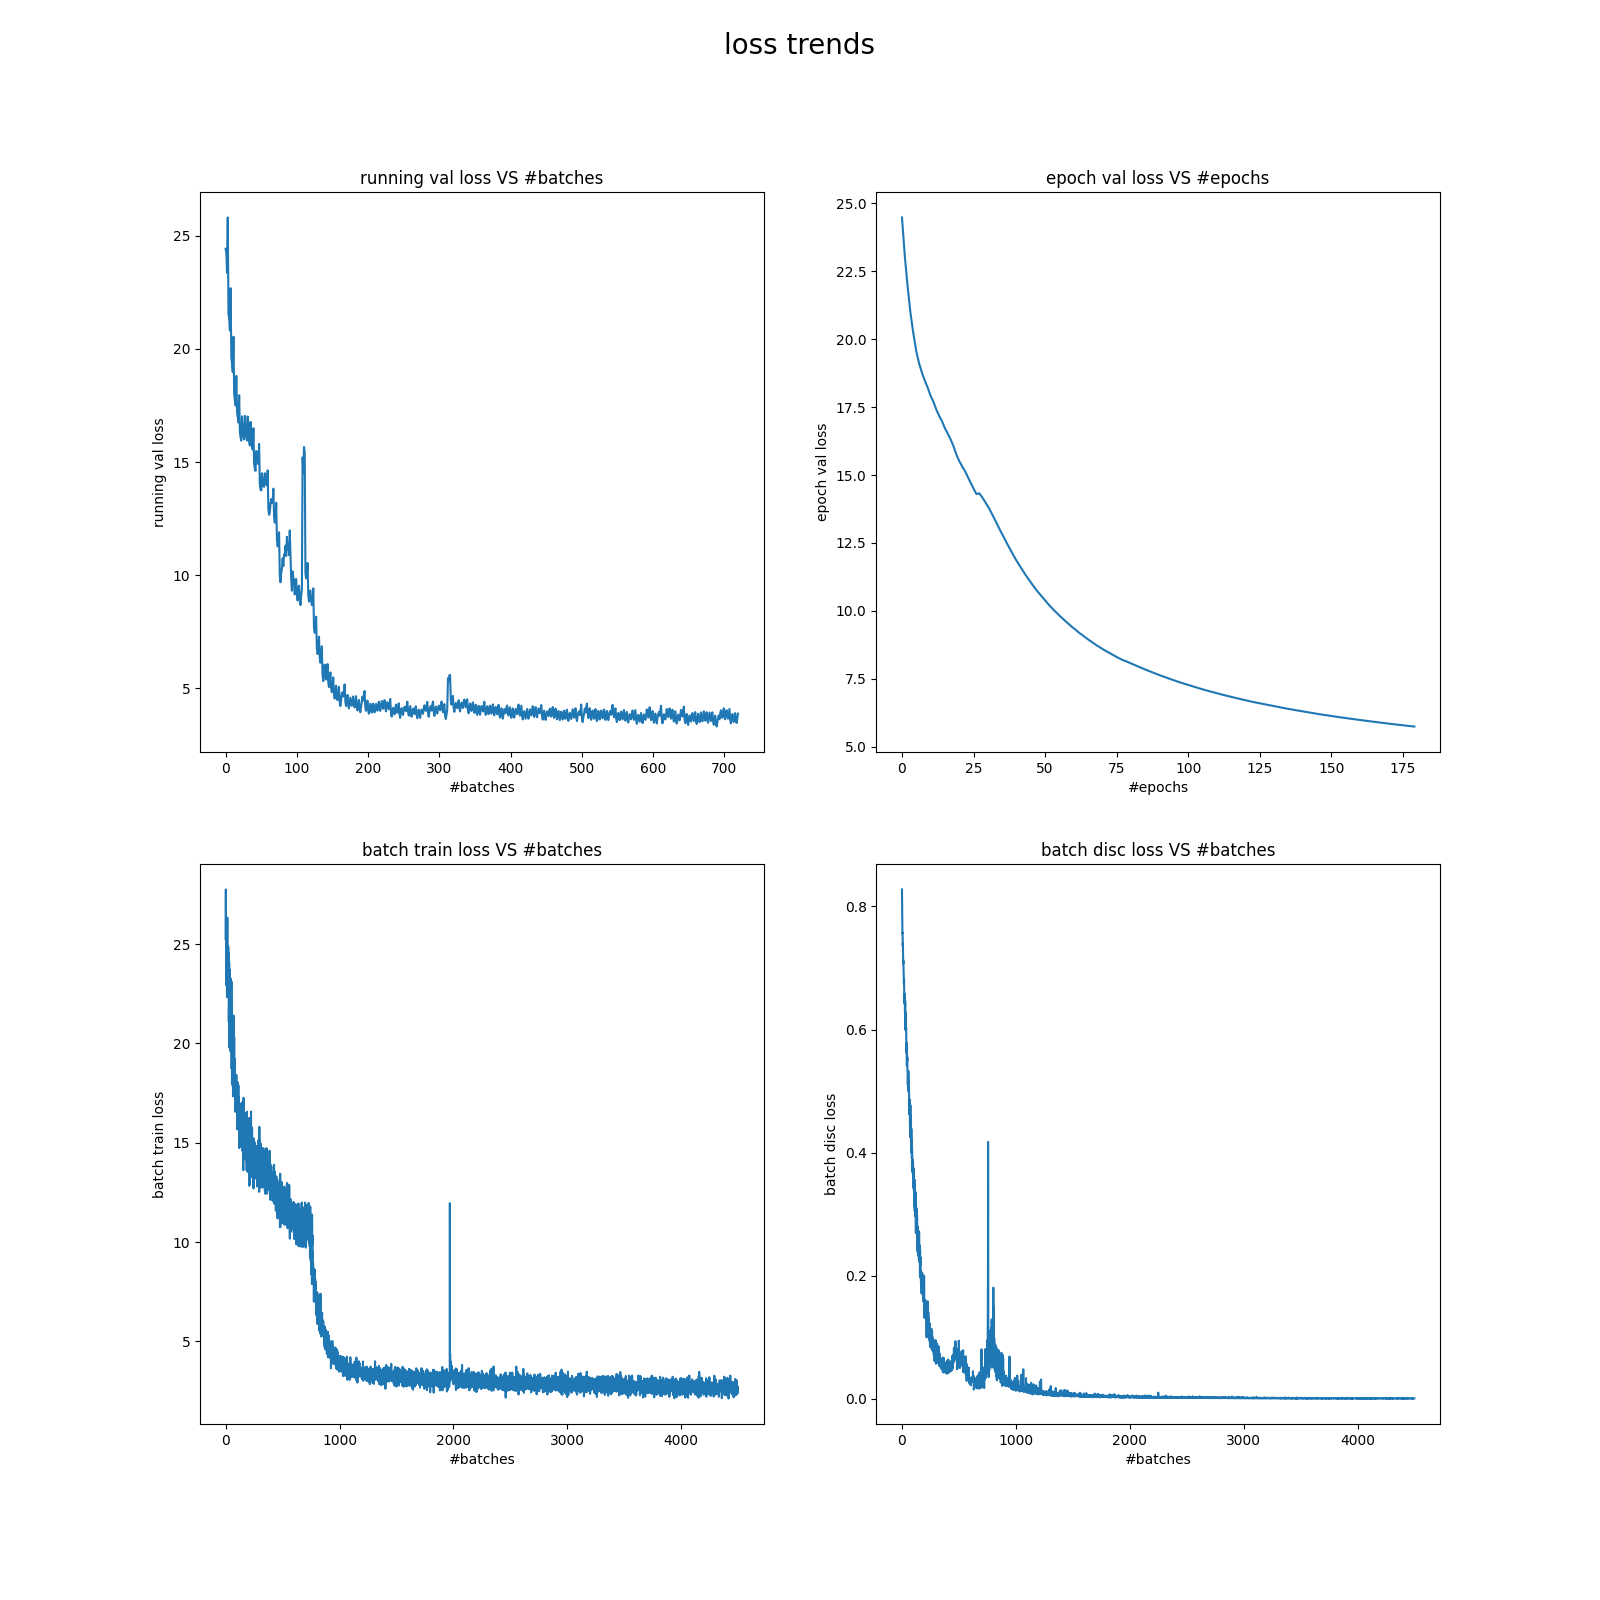 loss trends
running val loss VS #batches
25
20
15
10
5
running val loss
0 100 200 300 400 500 600 700
#batches
epoch val loss VS #epochs
25.0
22.5
20.0
17.5
15.0
12.5
10.0
7.5
5.0
epoch val loss
0 25 50 75 100 125 150 175
#epochs
batch train loss VS #batches
25
20
15
10
5
batch train loss
0 1000 2000 3000 4000
#batches
batch disc loss VS #batches
0.8
0.6
0.4
0.2
0.0
batch disc loss
0 1000 2000 3000 4000
#batches